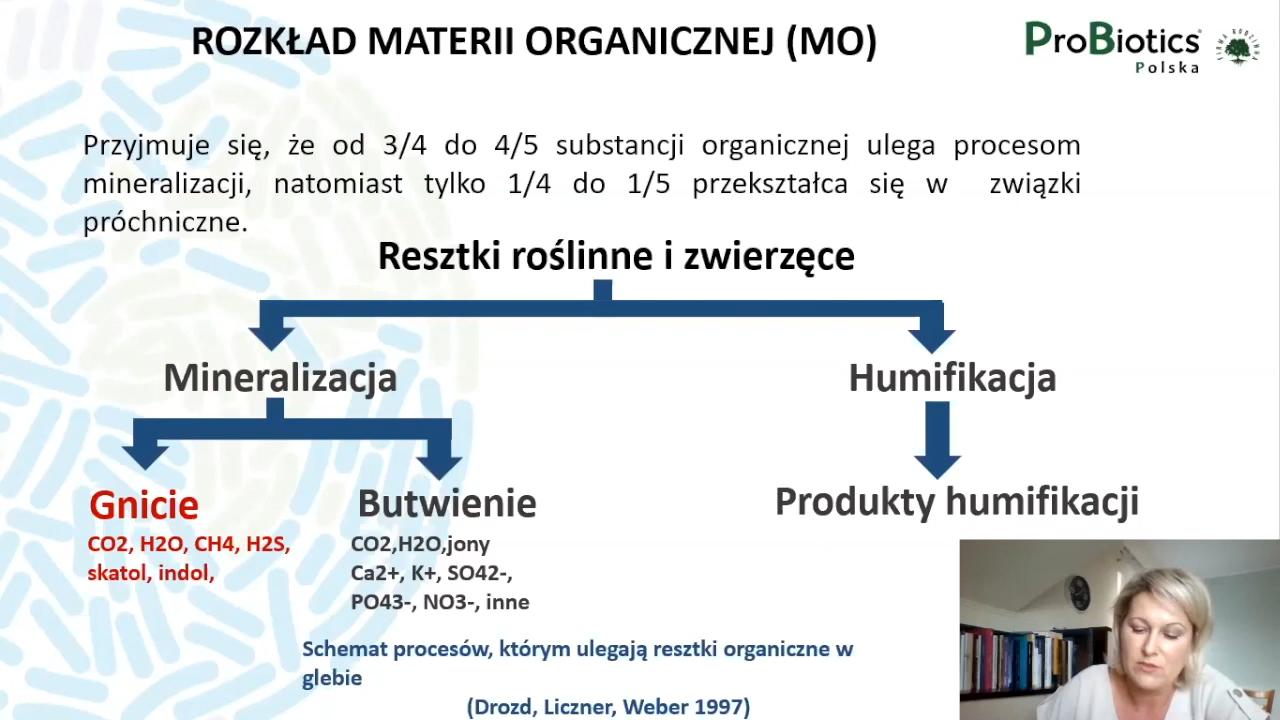 ROZKŁAD MATERII ORGANICZNEJ (MO)
ProBiotics
Polska
Przyjmuje się, że od 3/4 do 4/5 substancji organicznej ulega procesom
mineralizacji, natomiast tylko 1/4 do 1/5 przekształca się w związki
próchniczne.
Resztki roślinne i zwierzęce
Mineralizacja
Humifikacja
Gnicie
Butwienie
Produkty humifikacji
CO2, H2O, CH4, H2S,
skatol, indol,
CO2,H2O,jony
Ca2+, K+, SO42-,
PO43-, NO3-, inne
Schemat procesów, którym ulegają resztki organiczne w
glebie
(Drozd, Liczner, Weber 1997)